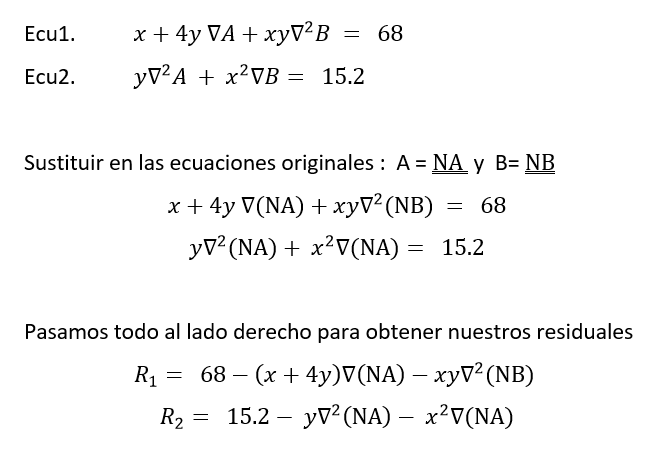 Ecu1. x + 4y ∇A + xy∇²B = 68
Ecu2. y∇²A + x²∇B = 15.2
Sustituir en las ecuaciones originales : A = NA y B= NB
x + 4y ∇(NA) + xy∇²(NB) = 68
y∇²(NA) + x²∇(NA) = 15.2
Pasamos todo al lado derecho para obtener nuestros residuales
R₁ = 68 − (x + 4y)∇(NA) − xy∇²(NB)
R₂ = 15.2 − y∇²(NA) − x²∇(NA)